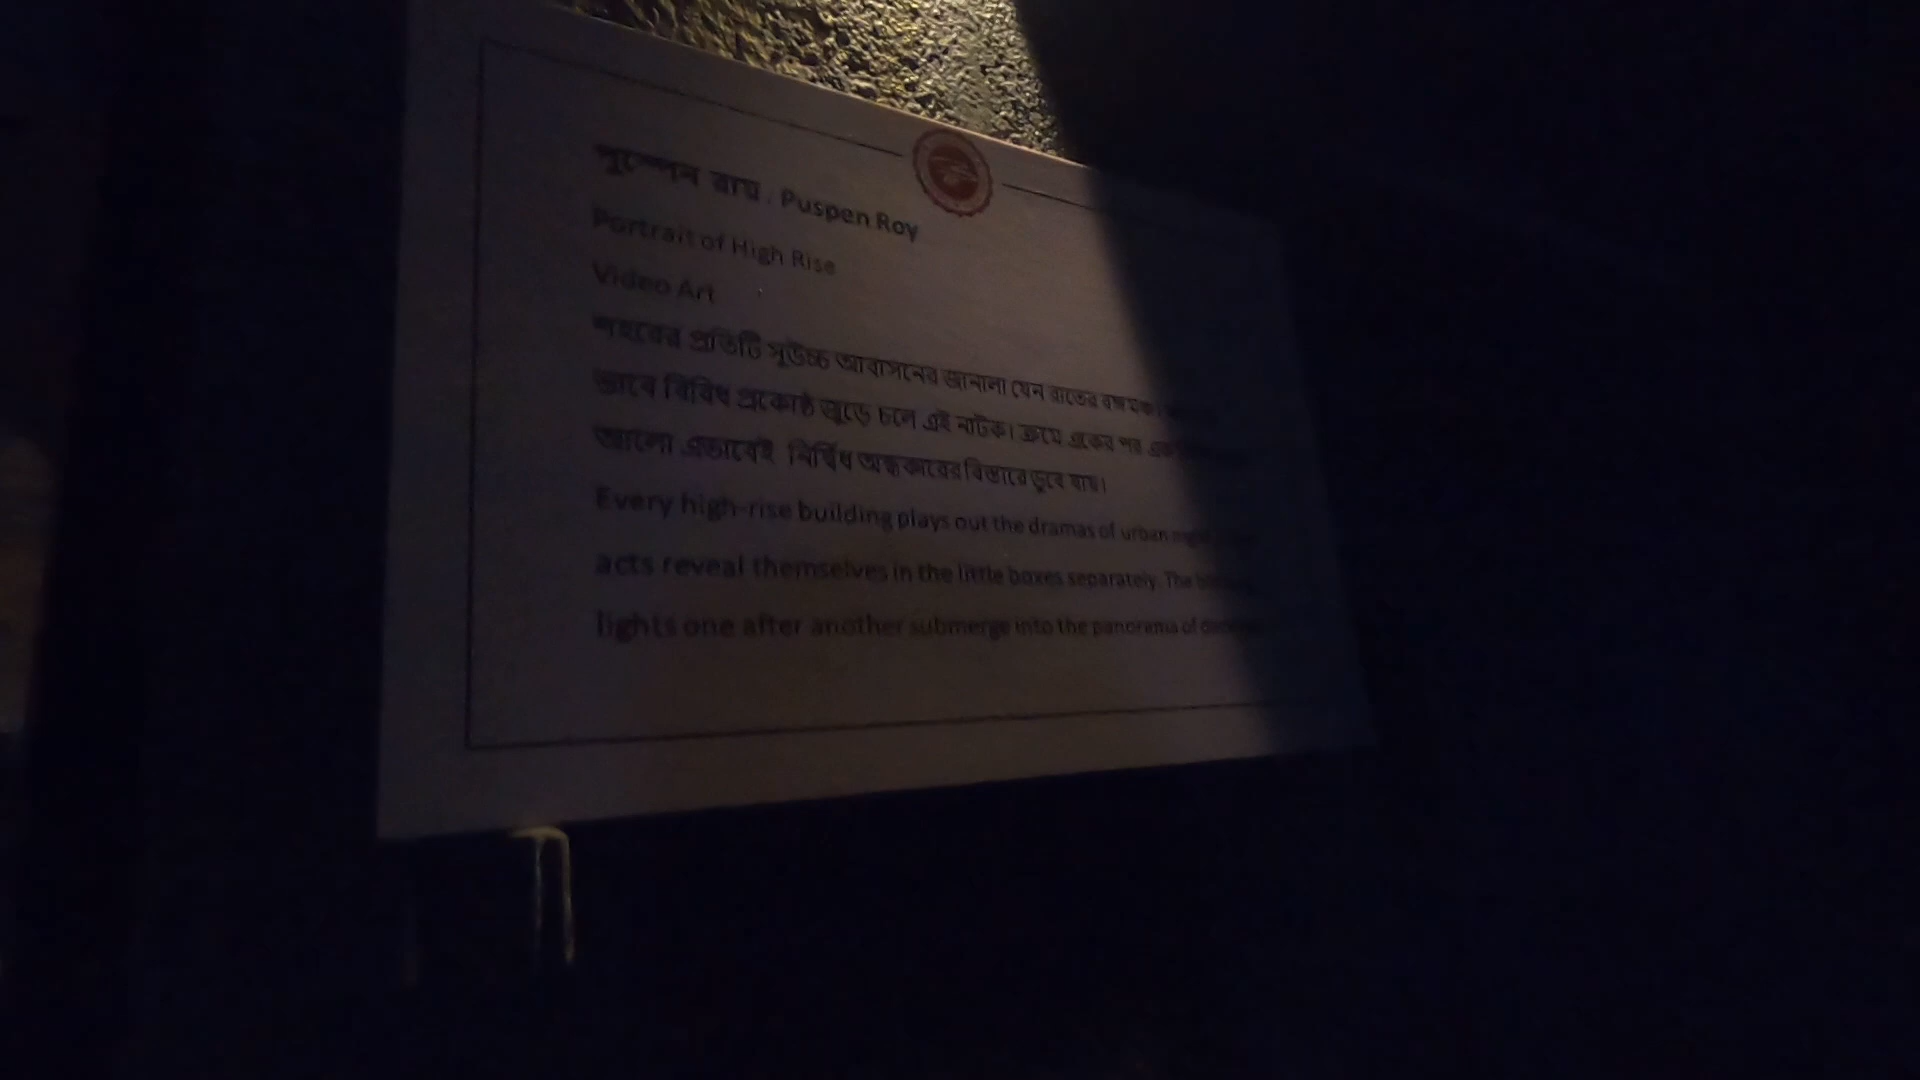 পুস্পেন রায় . Puspen Roy
Portrait of High Rise
Video Art
শহরের প্রতিটি সুউচ্চ আবাসনের জানালা যেন রাতের রঙ্গমঞ্চ।
ভাবে বিবিধ প্রকোষ্ঠ জুড়ে চলে এই নাটক। ক্রমে একের পর এক
আলো এভাবেই নির্বিঘ্ন অন্ধকারের বিস্তারে ডুবে যায়।
Every high-rise building plays out the dramas of urban
acts reveal themselves in the little boxes separately. The
lights one after another submerge into the panorama of